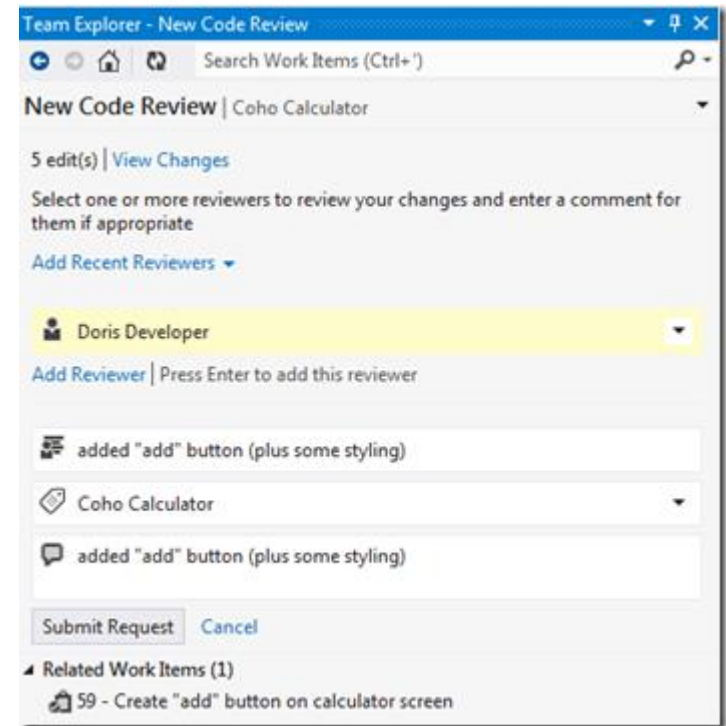 Team Explorer - New Code Review
Search Work Items (Ctrl+')
New Code Review | Coho Calculator
5 edit(s) | View Changes
Select one or more reviewers to review your changes and enter a comment for
them if appropriate
Add Recent Reviewers
Doris Developer
Add Reviewer | Press Enter to add this reviewer
added "add" button (plus some styling)
Coho Calculator
added "add" button (plus some styling)
Submit Request Cancel
Related Work Items (1)
59 - Create "add" button on calculator screen